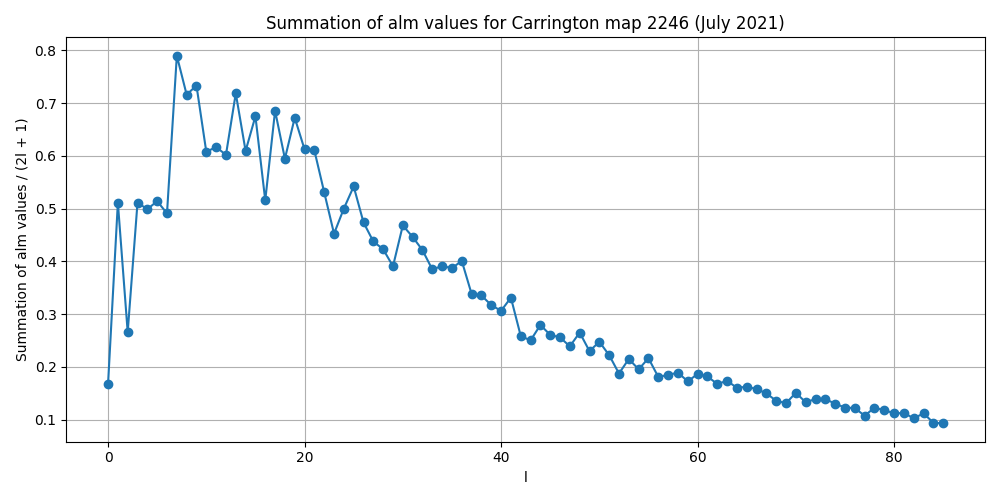 Summation of alm values for Carrington map 2246 (July 2021)
Summation of alm values / (2l + 1)
0.8
0.7
0.6
0.5
0.4
0.3
0.2
0.1
0 20 40 60 80
l